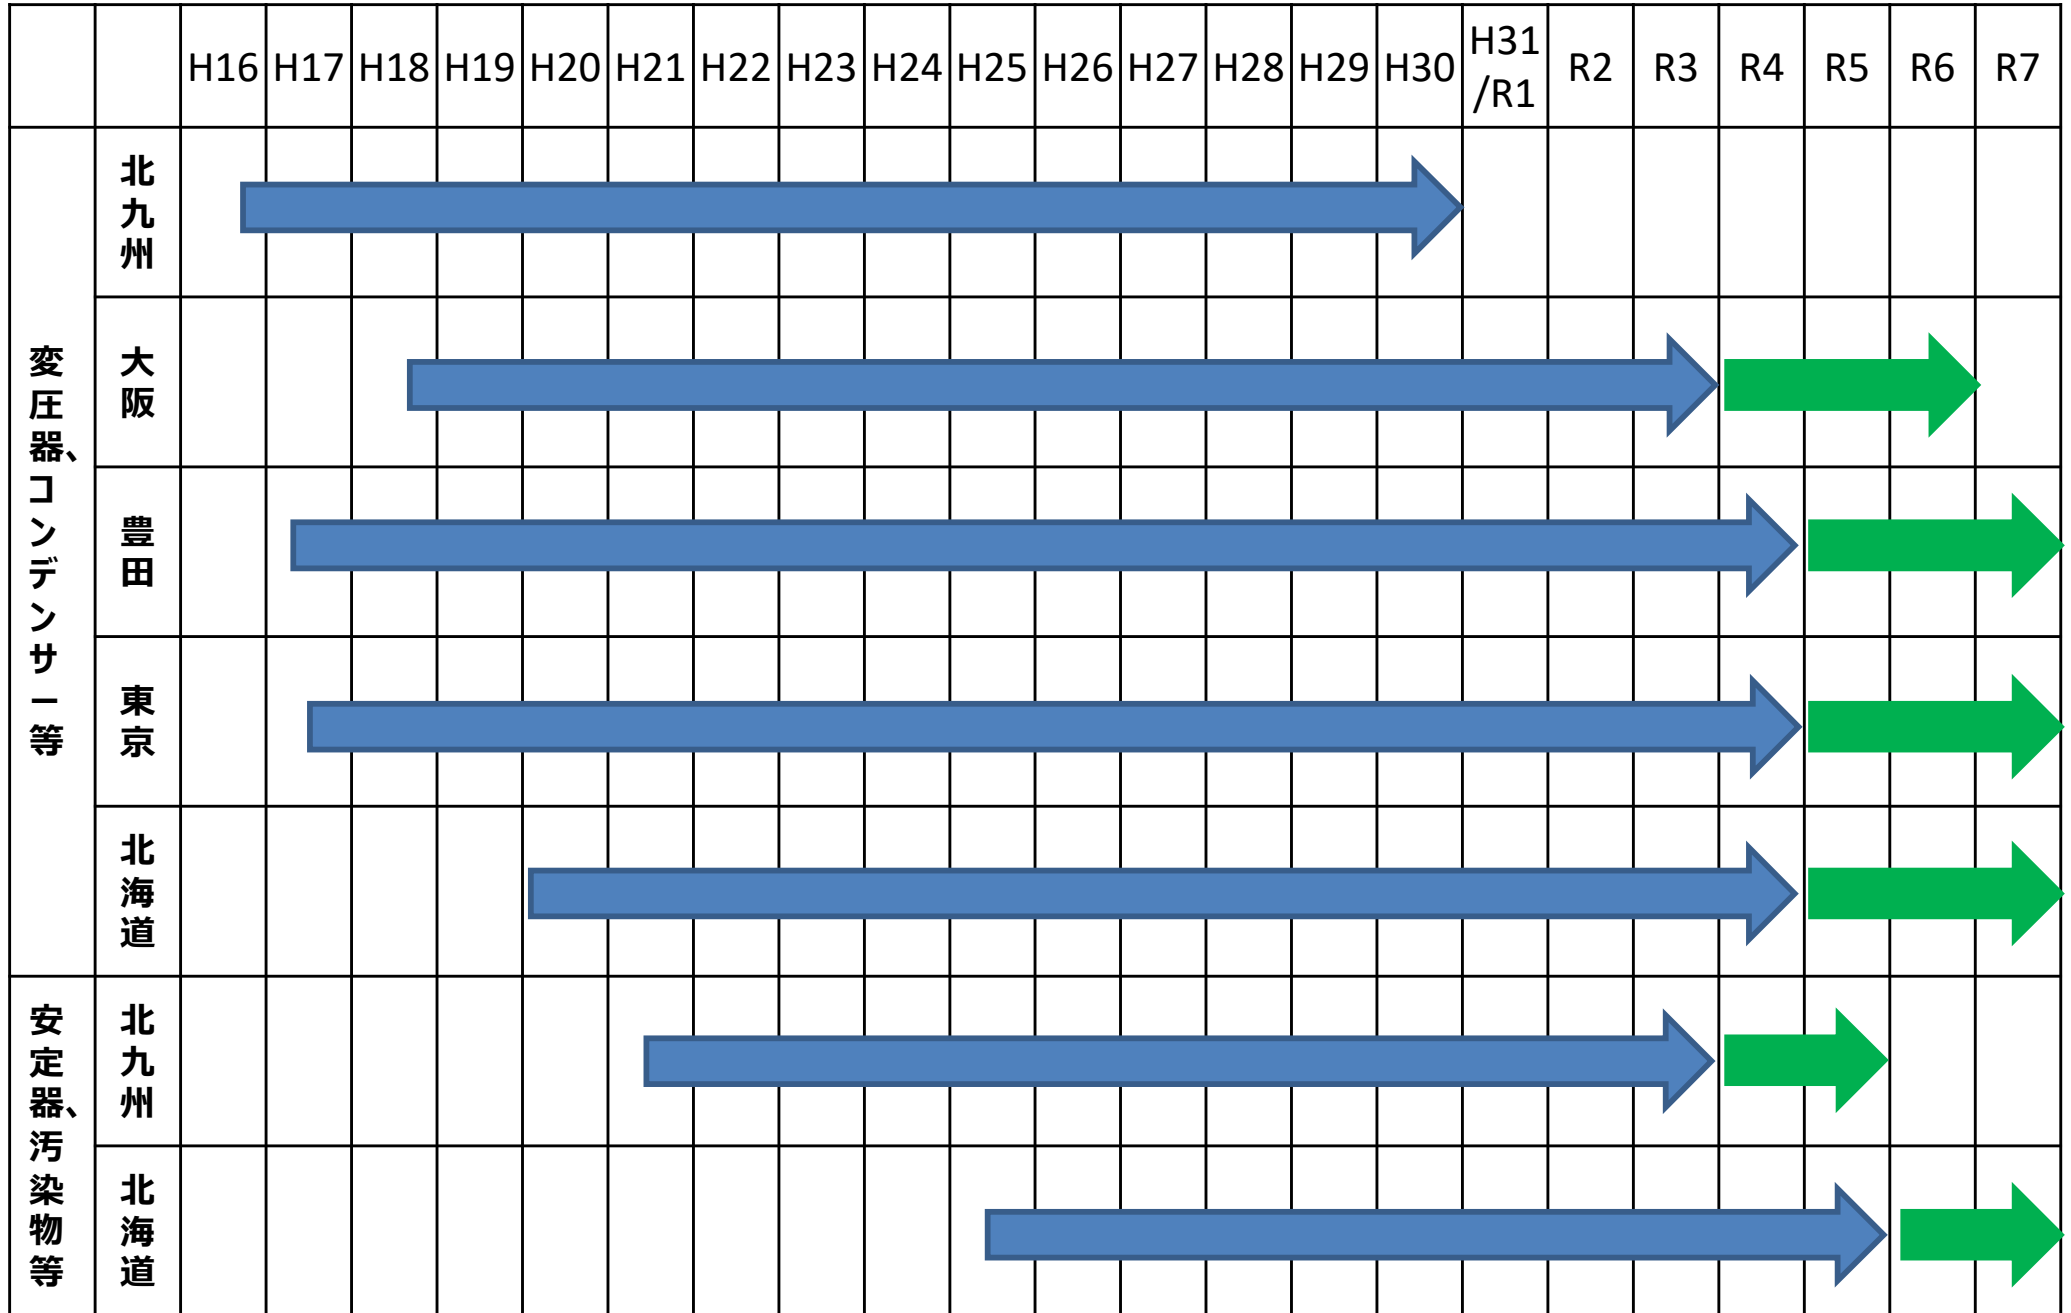 H16 H17 H18 H19 H20 H21 H22 H23 H24 H25 H26 H27 H28 H29 H30 H31/R1 R2 R3 R4 R5 R6 R7
変圧器、コンデンサー等
北九州
大阪
豊田
東京
北海道
安定器、汚染物等
北九州
北海道